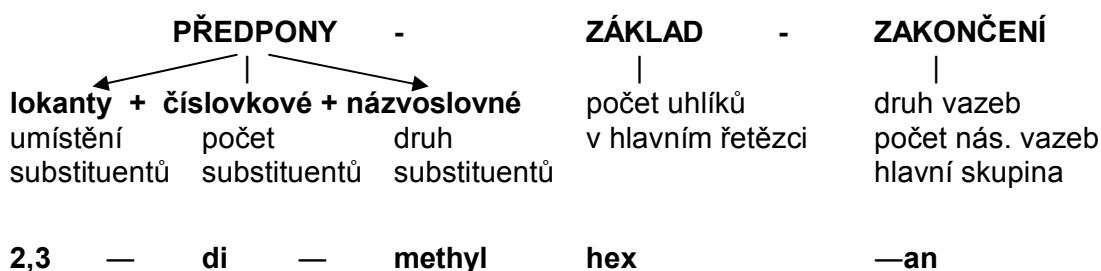 PŘEDPONY - ZÁKLAD - ZAKONČENÍ
lokanty + číslovkové + názvoslovné počet uhlíků druh vazeb
umístění počet druh v hlavním řetězci počet nás. vazeb
substituentů substituentů substituentů hlavní skupina
2,3 — di — methyl hex —an